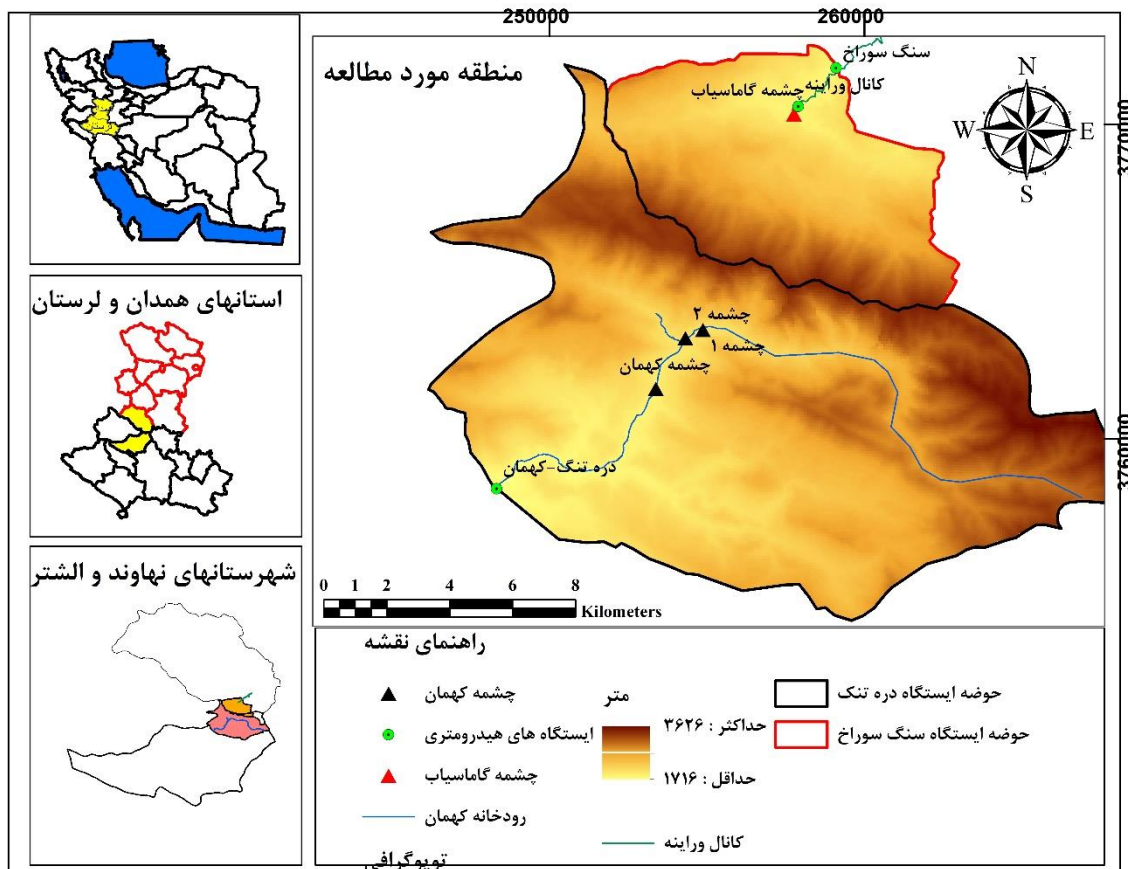 250000
260000
منطقه مورد مطالعه
سنگ سوراخ
کانال وراینه
چشمه گاماسیاب
N
W
E
S
3770000
استانهای همدان و لرستان
چشمه ۲
چشمه ۱
چشمه کهمان
3760000
دره تنگ-کهمان
شهرستانهای نهاوند و الشتر
0 1 2 4 6 8
Kilometers
راهنمای نقشه
چشمه کهمان
متر
حوضه ایستگاه دره تنک
ایستگاه های هیدرومتری
حداکثر : ۳۶۲۶
حوضه ایستگاه سنگ سوراخ
چشمه گاماسیاب
حداقل : ۱۷۱۶
رودخانه کهمان
کانال وراینه
توپوگرافی